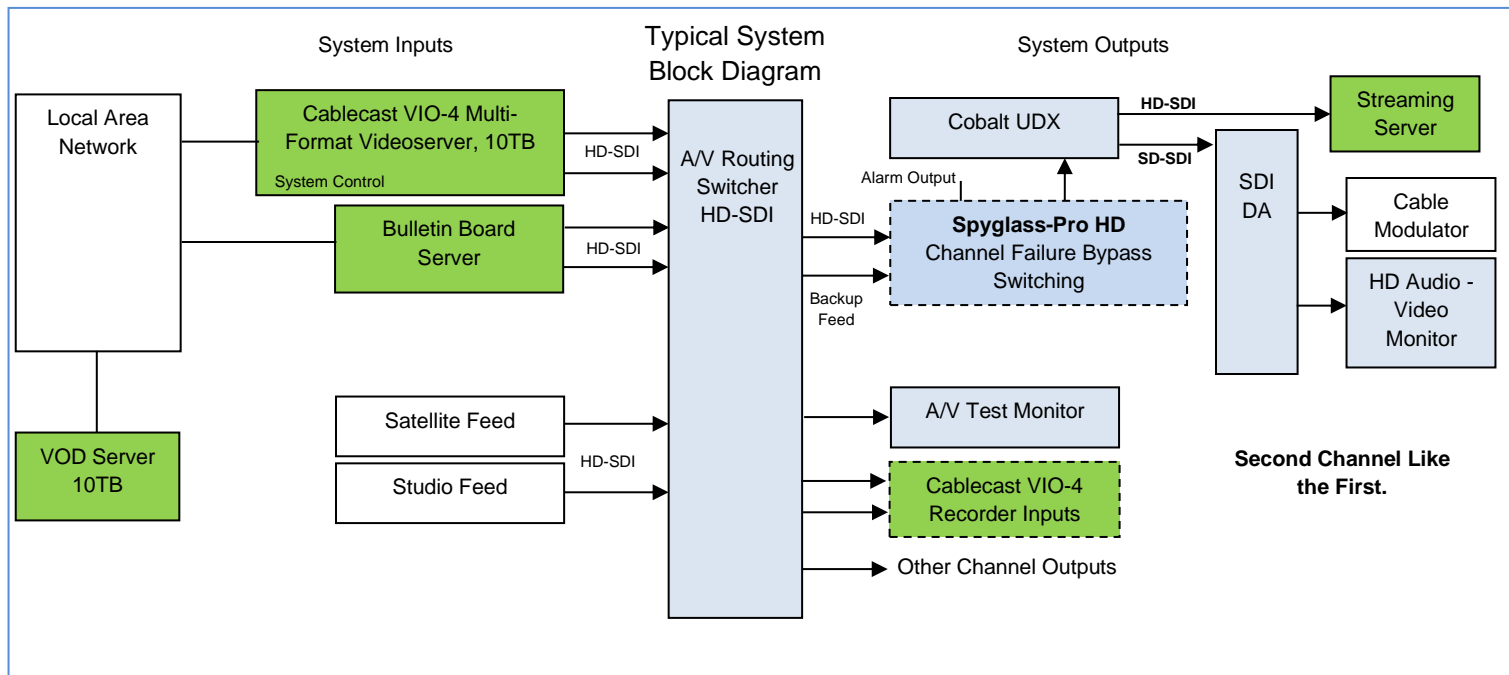 System Inputs
Typical System
Block Diagram
System Outputs
Local Area
Network
Cablecast VIO-4 Multi-
Format Videoserver, 10TB
System Control
HD-SDI
Bulletin Board
Server
HD-SDI
VOD Server
10TB
Satellite Feed
HD-SDI
Studio Feed
A/V Routing
Switcher
HD-SDI
Cobalt UDX
HD-SDI
SD-SDI
Streaming
Server
Alarm Output
HD-SDI
Spyglass-Pro HD
Channel Failure Bypass
Switching
Backup
Feed
SDI
DA
Cable
Modulator
HD Audio -
Video
Monitor
A/V Test Monitor
Cablecast VIO-4
Recorder Inputs
Other Channel Outputs
Second Channel Like
the First.